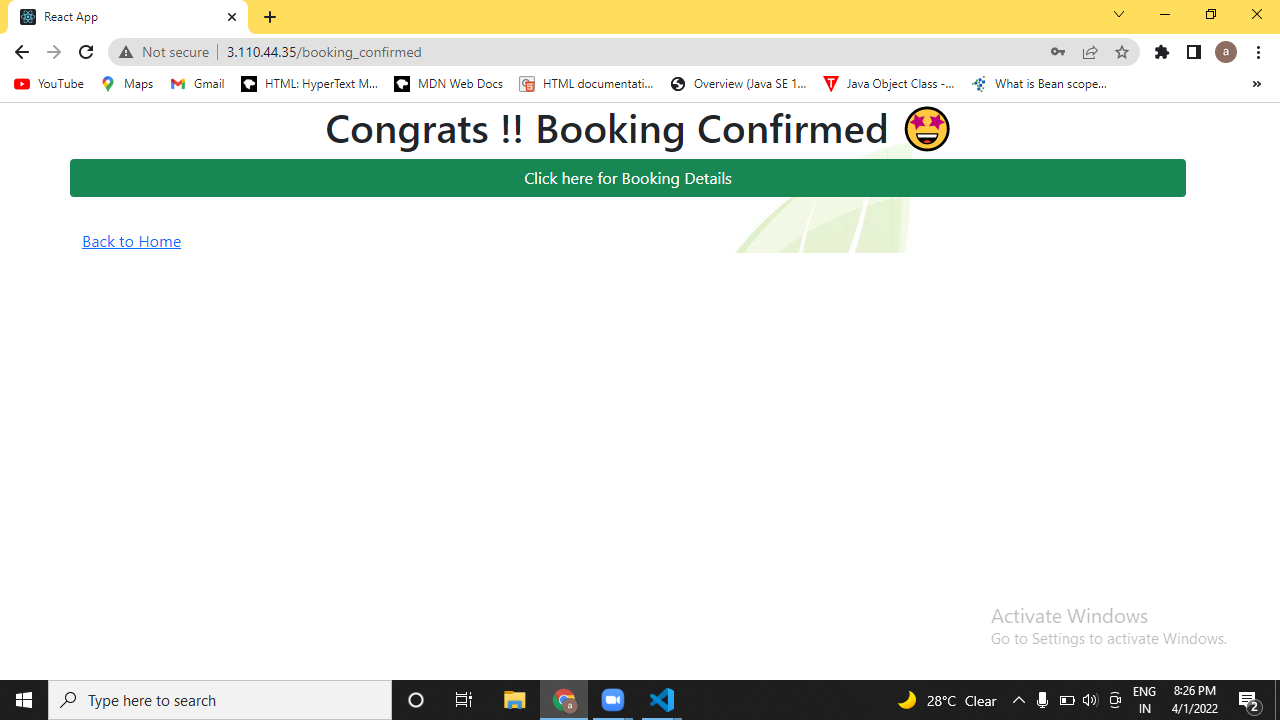 React App
Not secure
3.110.44.35/booking_confirmed
a
YouTube
Maps
Gmail
HTML: HyperText M...
MDN Web Docs
HTML documentati...
Overview (Java SE 1...
Java Object Class -...
What is Bean scope...
»
Congrats !! Booking Confirmed 🤩
Click here for Booking Details
Back to Home
Activate Windows
Go to Settings to activate Windows.
Type here to search
a
28°C Clear
ENG
IN
8:26 PM
4/1/2022
2